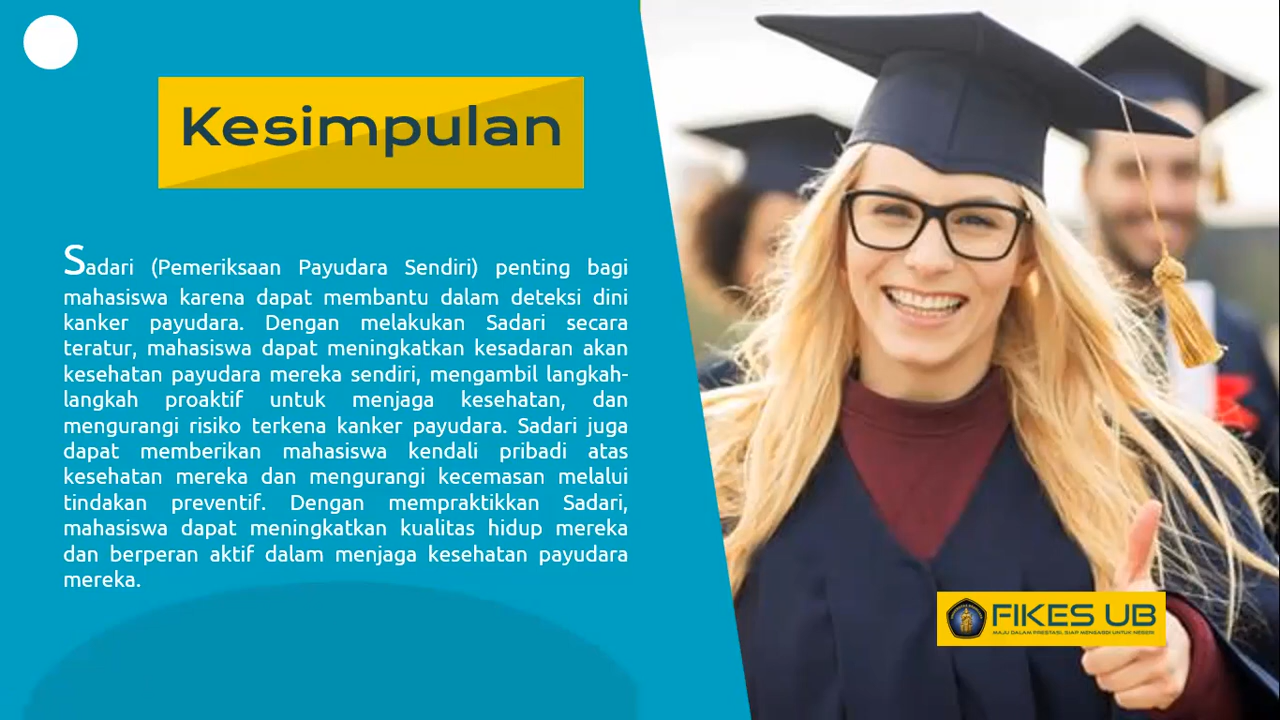 Kesimpulan
Sadari (Pemeriksaan Payudara Sendiri) penting bagi
mahasiswa karena dapat membantu dalam deteksi dini
kanker payudara. Dengan melakukan Sadari secara
teratur, mahasiswa dapat meningkatkan kesadaran akan
kesehatan payudara mereka sendiri, mengambil langkah-
langkah proaktif untuk menjaga kesehatan, dan
mengurangi risiko terkena kanker payudara. Sadari juga
dapat memberikan mahasiswa kendali pribadi atas
kesehatan mereka dan mengurangi kecemasan melalui
tindakan preventif. Dengan mempraktikkan Sadari,
mahasiswa dapat meningkatkan kualitas hidup mereka
dan berperan aktif dalam menjaga kesehatan payudara
mereka.
FIKES UB
MAJU DALAM PRESTASI, SIAP MENGABDI UNTUK NEGERI